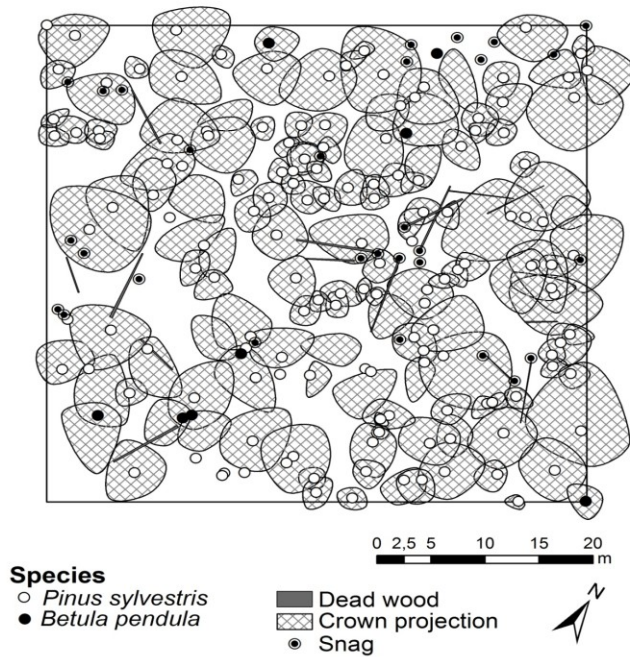 0 2,5 5 10 15 20
m
N
Species
Pinus sylvestris
Betula pendula
Dead wood
Crown projection
Snag